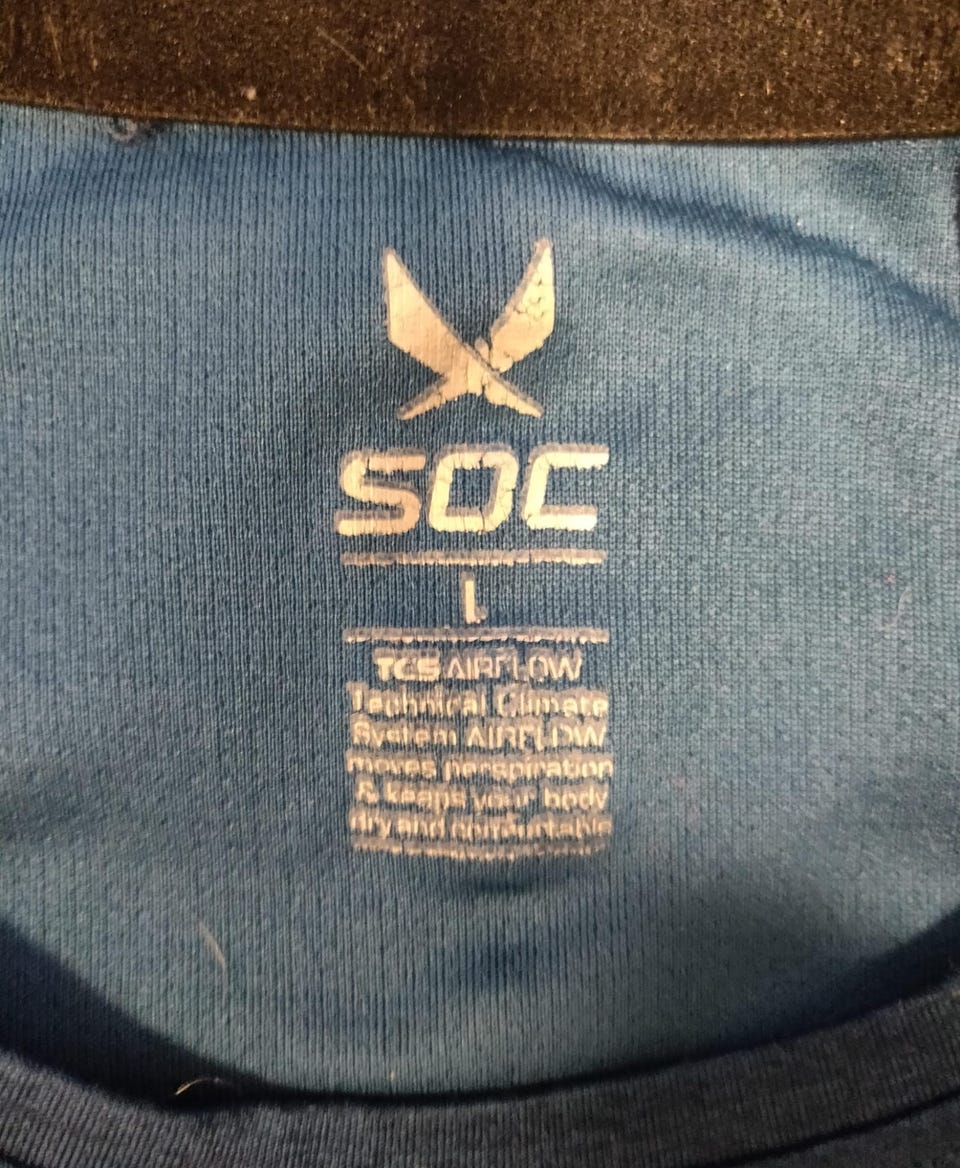 SOC
L
TCS AIRFLOW
Technical Climate
System AIRFLOW
moves perspiration
& keeps your body
dry and comfortable